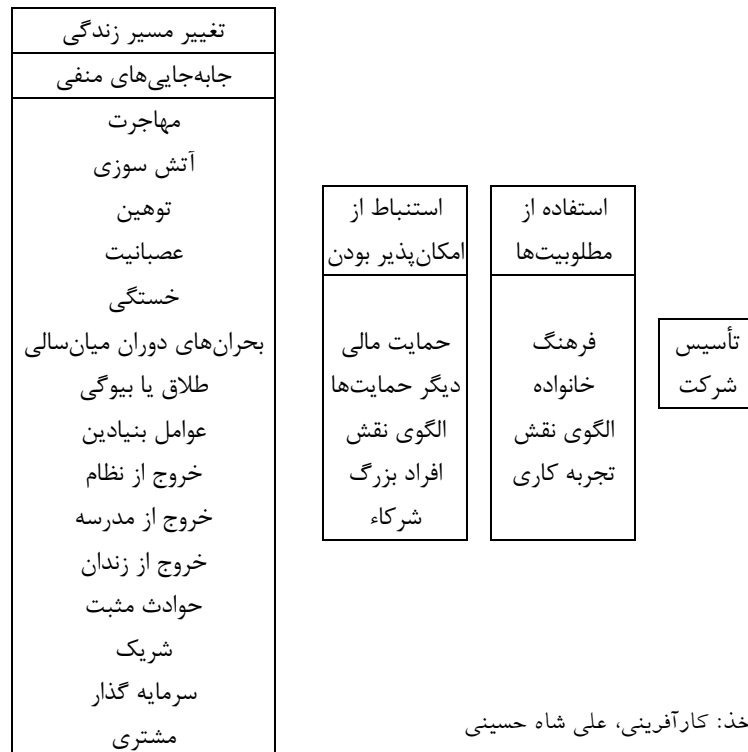 تغییر مسیر زندگی
جابه‌جایی‌های منفی
مهاجرت
آتش سوزی
توهین
عصبانیت
خستگی
بحران‌های دوران میان‌سالی
طلاق یا بیوگی
عوامل بنیادین
خروج از نظام
خروج از مدرسه
خروج از زندان
حوادث مثبت
شریک
سرمایه گذار
مشتری
استنباط از
امکان‌پذیر بودن
حمایت مالی
دیگر حمایت‌ها
الگوی نقش
افراد بزرگ
شرکاء
استفاده از
مطلوبیت‌ها
فرهنگ
خانواده
الگوی نقش
تجربه کاری
تأسیس
شرکت
خذ: کارآفرینی، علی شاه حسینی